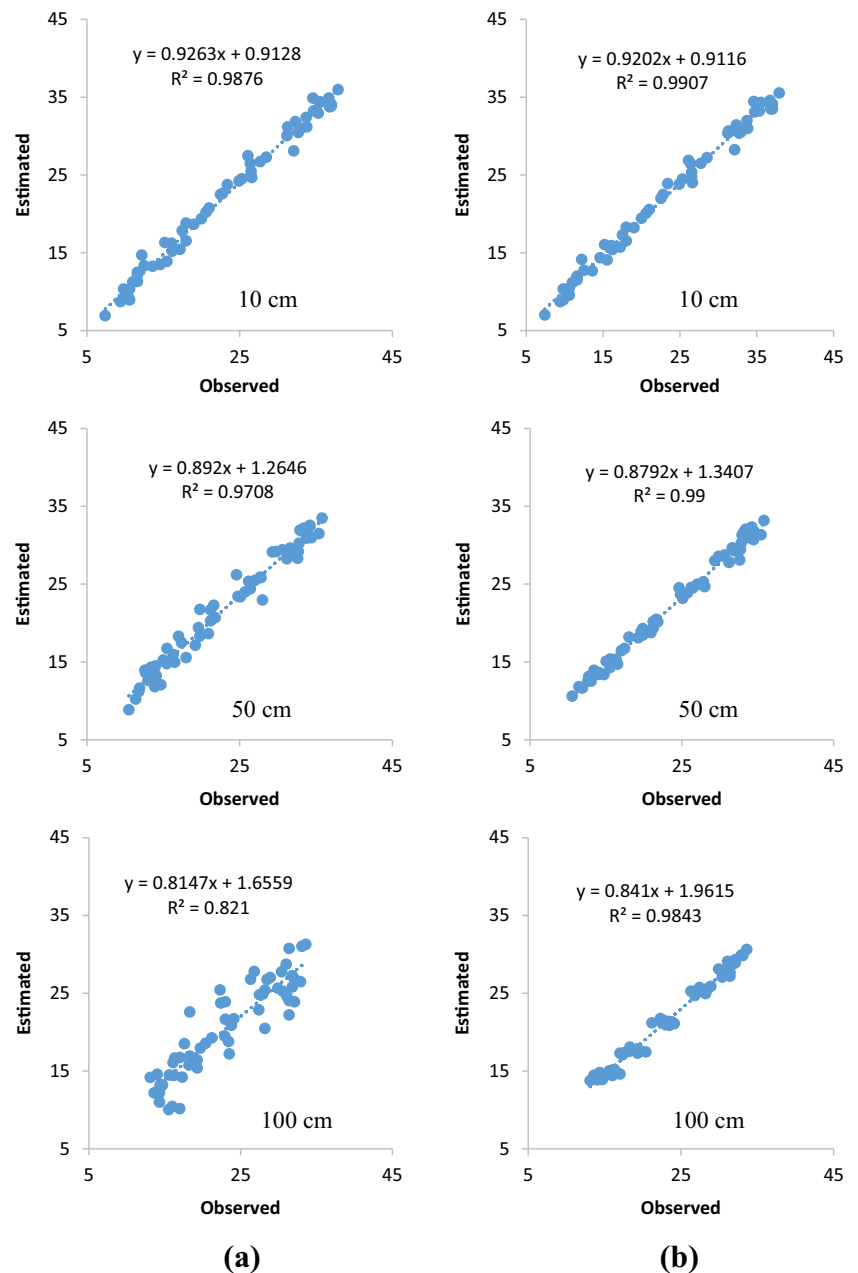 45
35
25
15
5
Estimated
y = 0.9263x + 0.9128
R² = 0.9876
10 cm
5 25 45
Observed
45
35
25
15
5
Estimated
y = 0.9202x + 0.9116
R² = 0.9907
10 cm
5 15 25 35 45
Observed
45
35
25
15
5
Estimated
y = 0.892x + 1.2646
R² = 0.9708
50 cm
5 25 45
Observed
45
35
25
15
5
Estimated
y = 0.8792x + 1.3407
R² = 0.99
50 cm
5 25 45
Observed
45
35
25
15
5
Estimated
y = 0.8147x + 1.6559
R² = 0.821
100 cm
5 25 45
Observed
45
35
25
15
5
Estimated
y = 0.841x + 1.9615
R² = 0.9843
100 cm
5 25 45
Observed
(a) (b)